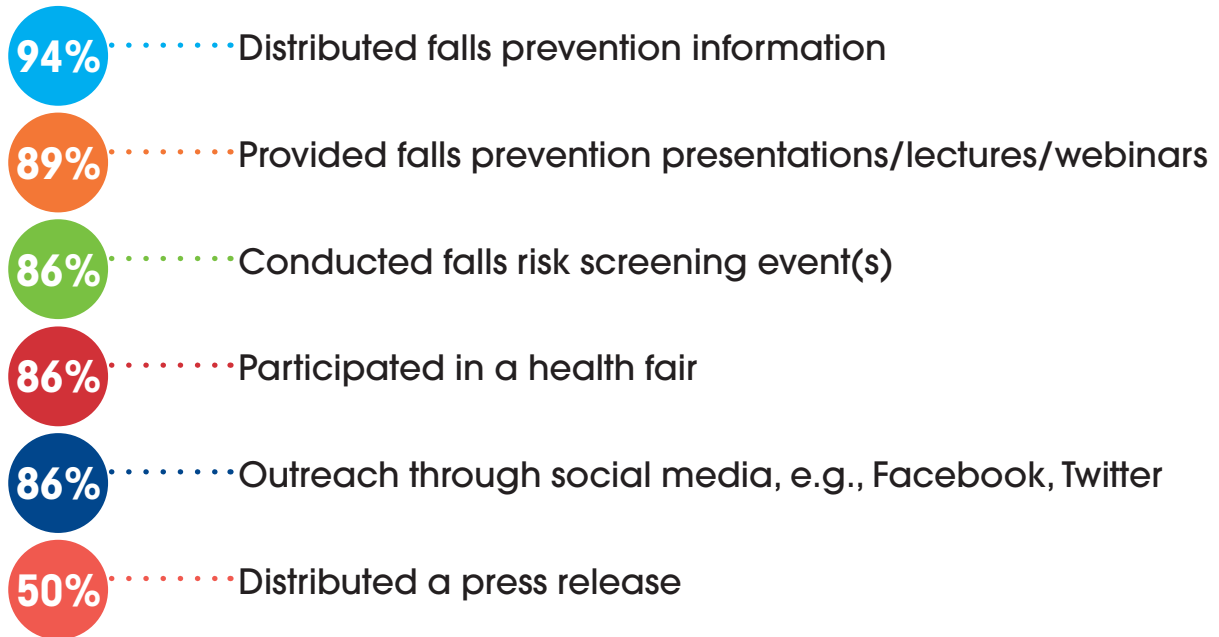 94% Distributed falls prevention information
89% Provided falls prevention presentations/lectures/webinars
86% Conducted falls risk screening event(s)
86% Participated in a health fair
86% Outreach through social media, e.g., Facebook, Twitter
50% Distributed a press release